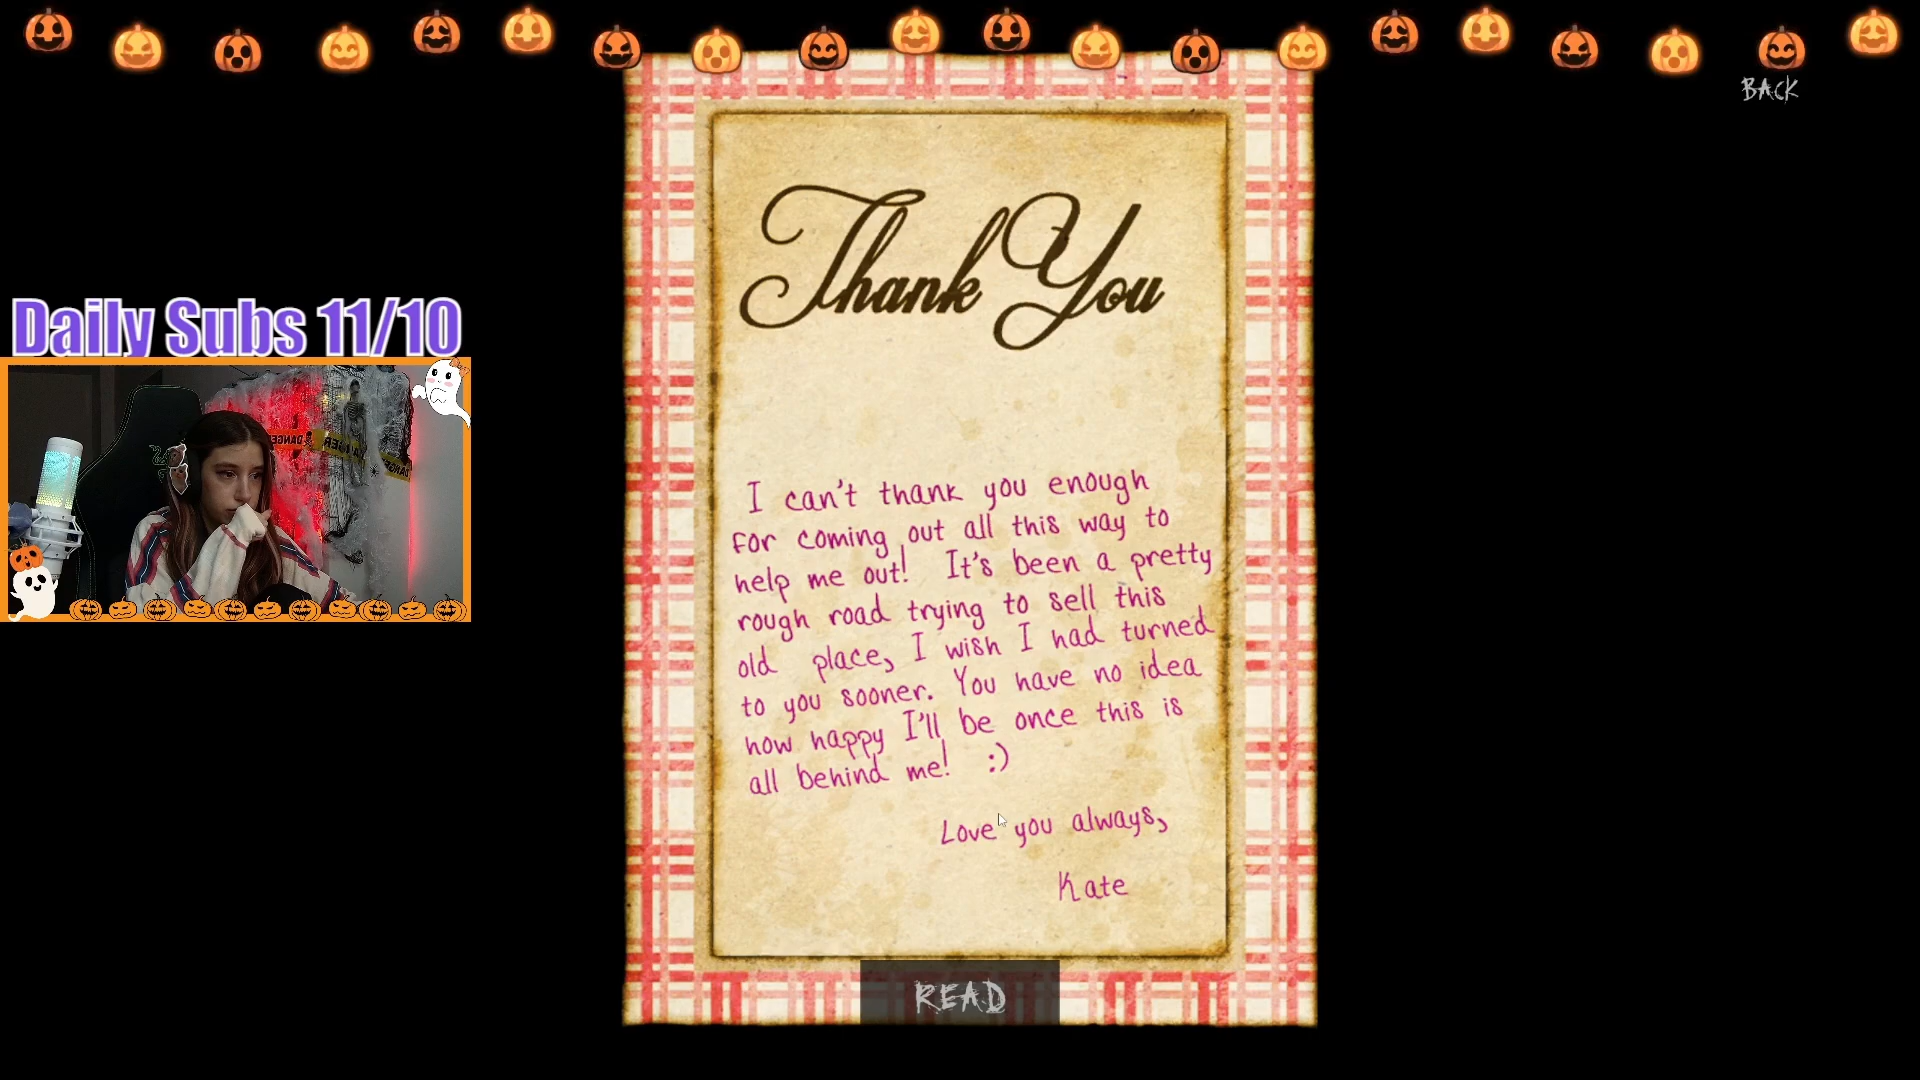 BACK
Thank You
Daily Subs 11/10
DANGER
I can't thank you enough
for coming out all this way to
help me out! It's been a pretty
rough road trying to sell this
old place, I wish I had turned
to you sooner. You have no idea
how happy I'll be once this is
all behind me! :)
Love you always,
Kate
READ